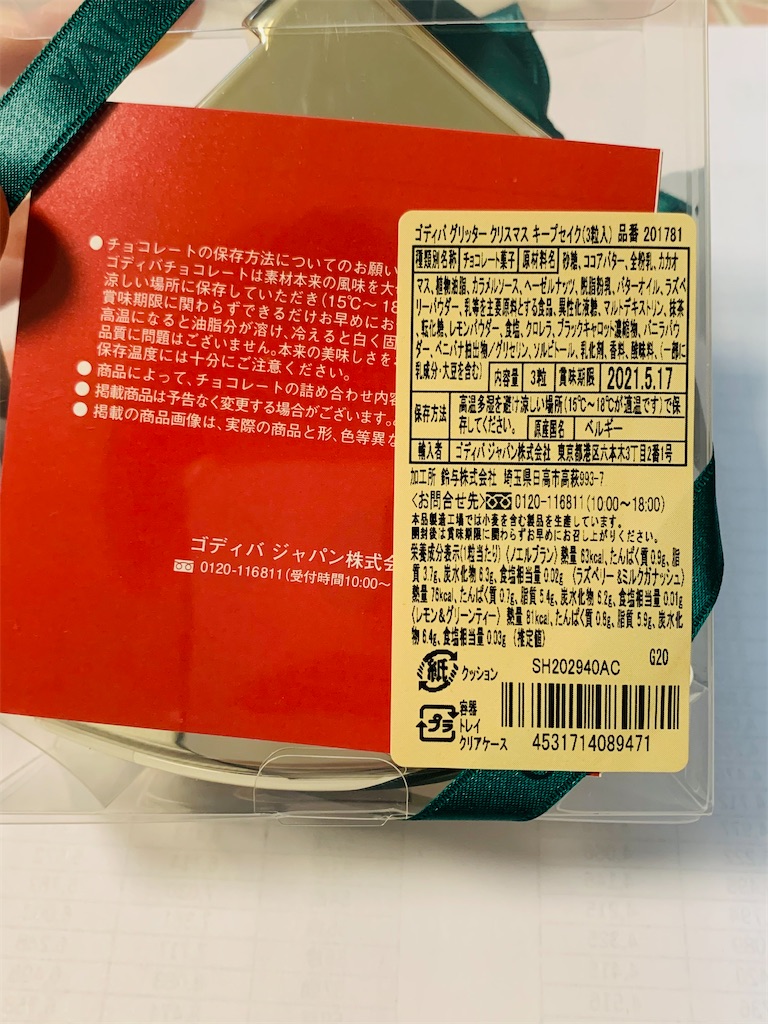 ●チョコレートの保存方法についてのお願い
ゴディバチョコレートは素材本来の風味を大
涼しい場所に保存していただき(15℃〜18
賞味期限に関わらずできるだけお早めにお
高温になると油脂分が溶け、冷えると白く固
品質に問題はございません。本来の美味しさを
保存温度には十分にご注意ください。
●商品によって、チョコレートの詰め合わせ内容
●掲載商品は予告なく変更する場合がございます。
●掲載の商品画像は、実際の商品と形、色等異な
ゴディバ ジャパン株式会
0120-116811(受付時間10:00〜
ゴディバ グリッター クリスマス キープセイク(3粒入) 品番 201781
種類別名称 チョコレート菓子 原材料名 砂糖、ココアバター、全粉乳、カカオ
マス、植物油脂、カラメルソース、ヘーゼルナッツ、脱脂粉乳、バターオイル、ラズベ
リーパウダー、乳等を主要原料とする食品、異性化液糖、マルトデキストリン、抹茶
、転化糖、レモンパウダー、食塩、クロレラ、ブラックキャロット濃縮物、バニラパウ
ダー、ベニバナ抽出物/グリセリン、ソルビトール、乳化剤、香料、酸味料、(一部に
乳成分・大豆を含む) 内容量 3粒 賞味期限 2021.5.17
保存方法 高温多湿を避け涼しい場所(15℃〜18℃が適温です)で保
存してください。 原産国名 ベルギー
輸入者 ゴディバ ジャパン株式会社 東京都港区六本木3丁目2番1号
加工所 鈴与株式会社 埼玉県日高市高萩993-7
<お問合せ先> 0120-116811(10:00〜18:00)
本品製造工場では小麦を含む製品を生産しています。
開封後は賞味期限に関わらずお早めにお召し上がりください。
栄養成分表示(1粒当たり)〈ノエルブラン〉熱量 63kcal、たんぱく質 0.9g、脂
質 3.7g、炭水化物 6.3g、食塩相当量 0.02g 〈ラズベリー&ミルクガナッシュ〉
熱量 76kcal、たんぱく質 0.7g、脂質 5.4g、炭水化物 6.2g、食塩相当量 0.01g
〈レモン&グリーンティー〉熱量 81kcal、たんぱく質 0.8g、脂質 5.9g、炭水化
物 6.4g、食塩相当量 0.03g (推定値)
紙 クッション SH202940AC G20
プラ 容器
トレイ
クリアケース 4531714089471